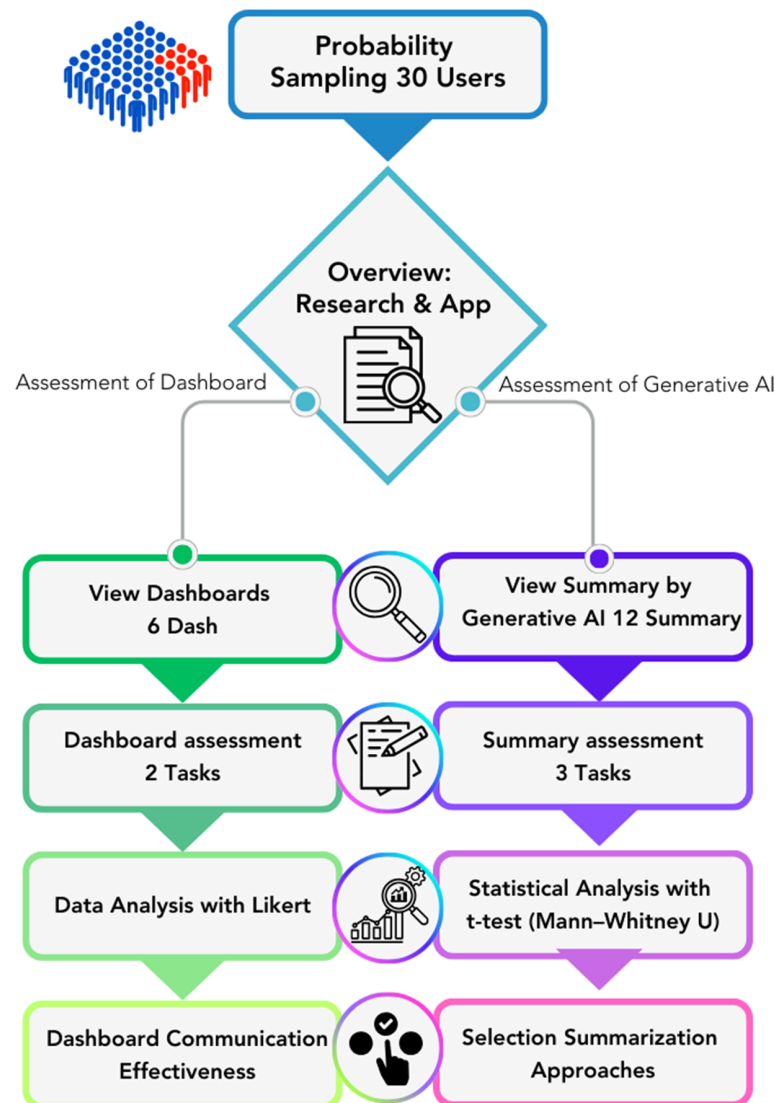 Probability
Sampling 30 Users
Overview:
Research & App
Assessment of Dashboard
Assessment of Generative AI
View Dashboards
6 Dash
View Summary by
Generative AI 12 Summary
Dashboard assessment
2 Tasks
Summary assessment
3 Tasks
Data Analysis with Likert
Statistical Analysis with
t-test (Mann–Whitney U)
Dashboard Communication
Effectiveness
Selection Summarization
Approaches